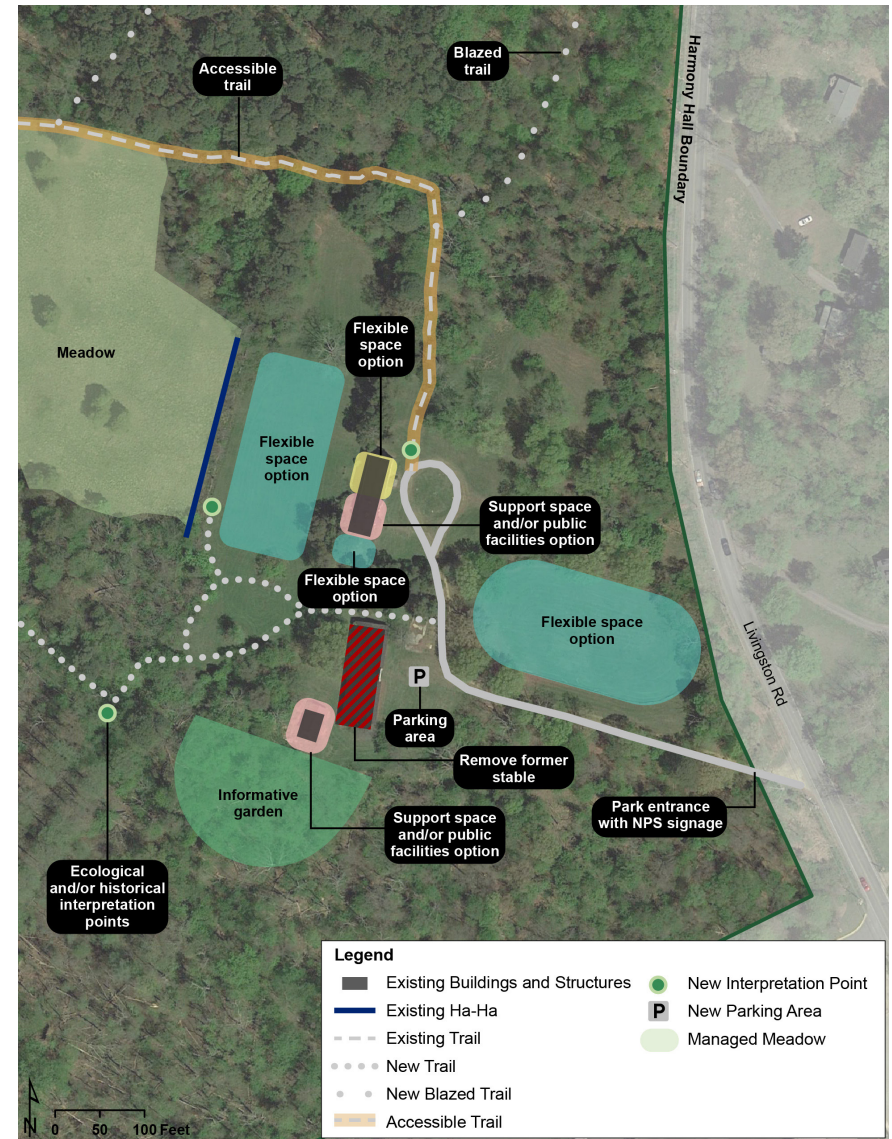 Accessible
trail
Blazed
trail
Harmony Hall Boundary
Meadow
Flexible
space
option
Flexible
space
option
Support space
and/or public
facilities option
Flexible space
option
Flexible space
option
Livingston Rd
P
Parking
area
Remove former
stable
Informative
garden
Support space
and/or public
facilities option
Park entrance
with NPS signage
Ecological
and/or historical
interpretation
points
Legend
Existing Buildings and Structures
Existing Ha-Ha
Existing Trail
New Trail
New Blazed Trail
Accessible Trail
New Interpretation Point
P New Parking Area
Managed Meadow
N
0 50 100 Feet